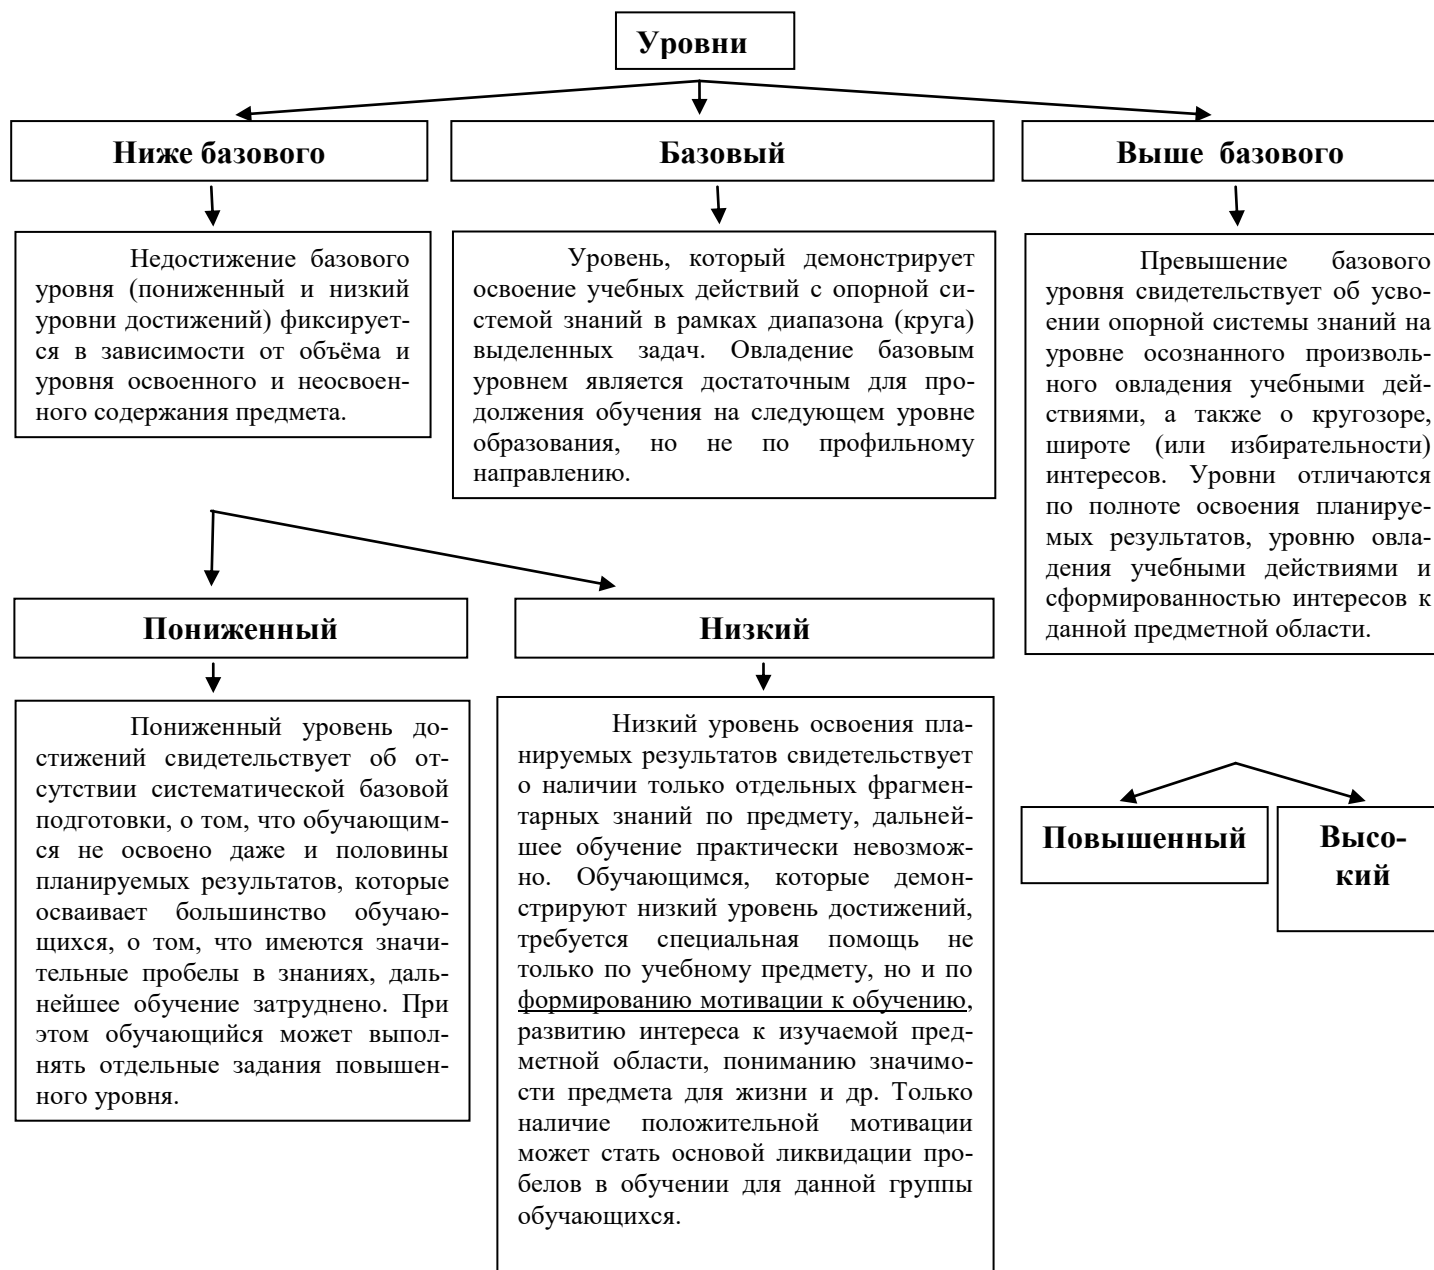 Уровни
Ниже базового
Базовый
Выше базового
Недостижение базового
уровня (пониженный и низкий
уровни достижений) фиксирует-
ся в зависимости от объёма и
уровня освоенного и неосвоен-
ного содержания предмета.
Уровень, который демонстрирует
освоение учебных действий с опорной си-
стемой знаний в рамках диапазона (круга)
выделенных задач. Овладение базовым
уровнем является достаточным для про-
должения обучения на следующем уровне
образования, но не по профильному
направлению.
Превышение базового
уровня свидетельствует об усво-
ении опорной системы знаний на
уровне осознанного произволь-
ного овладения учебными дей-
ствиями, а также о кругозоре,
широте (или избирательности)
интересов. Уровни отличаются
по полноте освоения планируе-
мых результатов, уровню овла-
дения учебными действиями и
сформированностью интересов к
данной предметной области.
Пониженный
Низкий
Пониженный уровень до-
стижений свидетельствует об от-
сутствии систематической базовой
подготовки, о том, что обучающим-
ся не освоено даже и половины
планируемых результатов, которые
осваивает большинство обучаю-
щихся, о том, что имеются значи-
тельные пробелы в знаниях, даль-
нейшее обучение затруднено. При
этом обучающийся может выпол-
нять отдельные задания повышен-
ного уровня.
Низкий уровень освоения пла-
нируемых результатов свидетельствует
о наличии только отдельных фрагмен-
тарных знаний по предмету, дальней-
шее обучение практически невозмож-
но. Обучающимся, которые демон-
стрируют низкий уровень достижений,
требуется специальная помощь не
только по учебному предмету, но и по
формированию мотивации к обучению,
развитию интереса к изучаемой пред-
метной области, пониманию значимо-
сти предмета для жизни и др. Только
наличие положительной мотивации
может стать основой ликвидации про-
белов в обучении для данной группы
обучающихся.
Повышенный
Высо-
кий